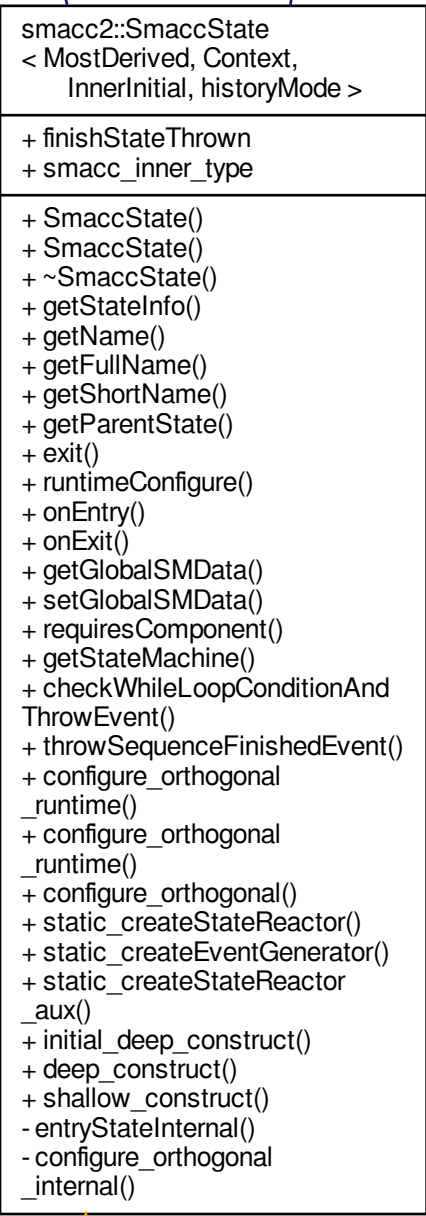 smacc2::SmaccState
< MostDerived, Context,
InnerInitial, historyMode >
+ finishStateThrown
+ smacc_inner_type
+ SmaccState()
+ SmaccState()
+ ~SmaccState()
+ getStateInfo()
+ getName()
+ getFullName()
+ getShortName()
+ getParentState()
+ exit()
+ runtimeConfigure()
+ onEntry()
+ onExit()
+ getGlobalSMData()
+ setGlobalSMData()
+ requiresComponent()
+ getStateMachine()
+ checkWhileLoopConditionAnd
ThrowEvent()
+ throwSequenceFinishedEvent()
+ configure_orthogonal
_runtime()
+ configure_orthogonal
_runtime()
+ configure_orthogonal()
+ static_createStateReactor()
+ static_createEventGenerator()
+ static_createStateReactor
_aux()
+ initial_deep_construct()
+ deep_construct()
+ shallow_construct()
- entryStateInternal()
- configure_orthogonal
_internal()